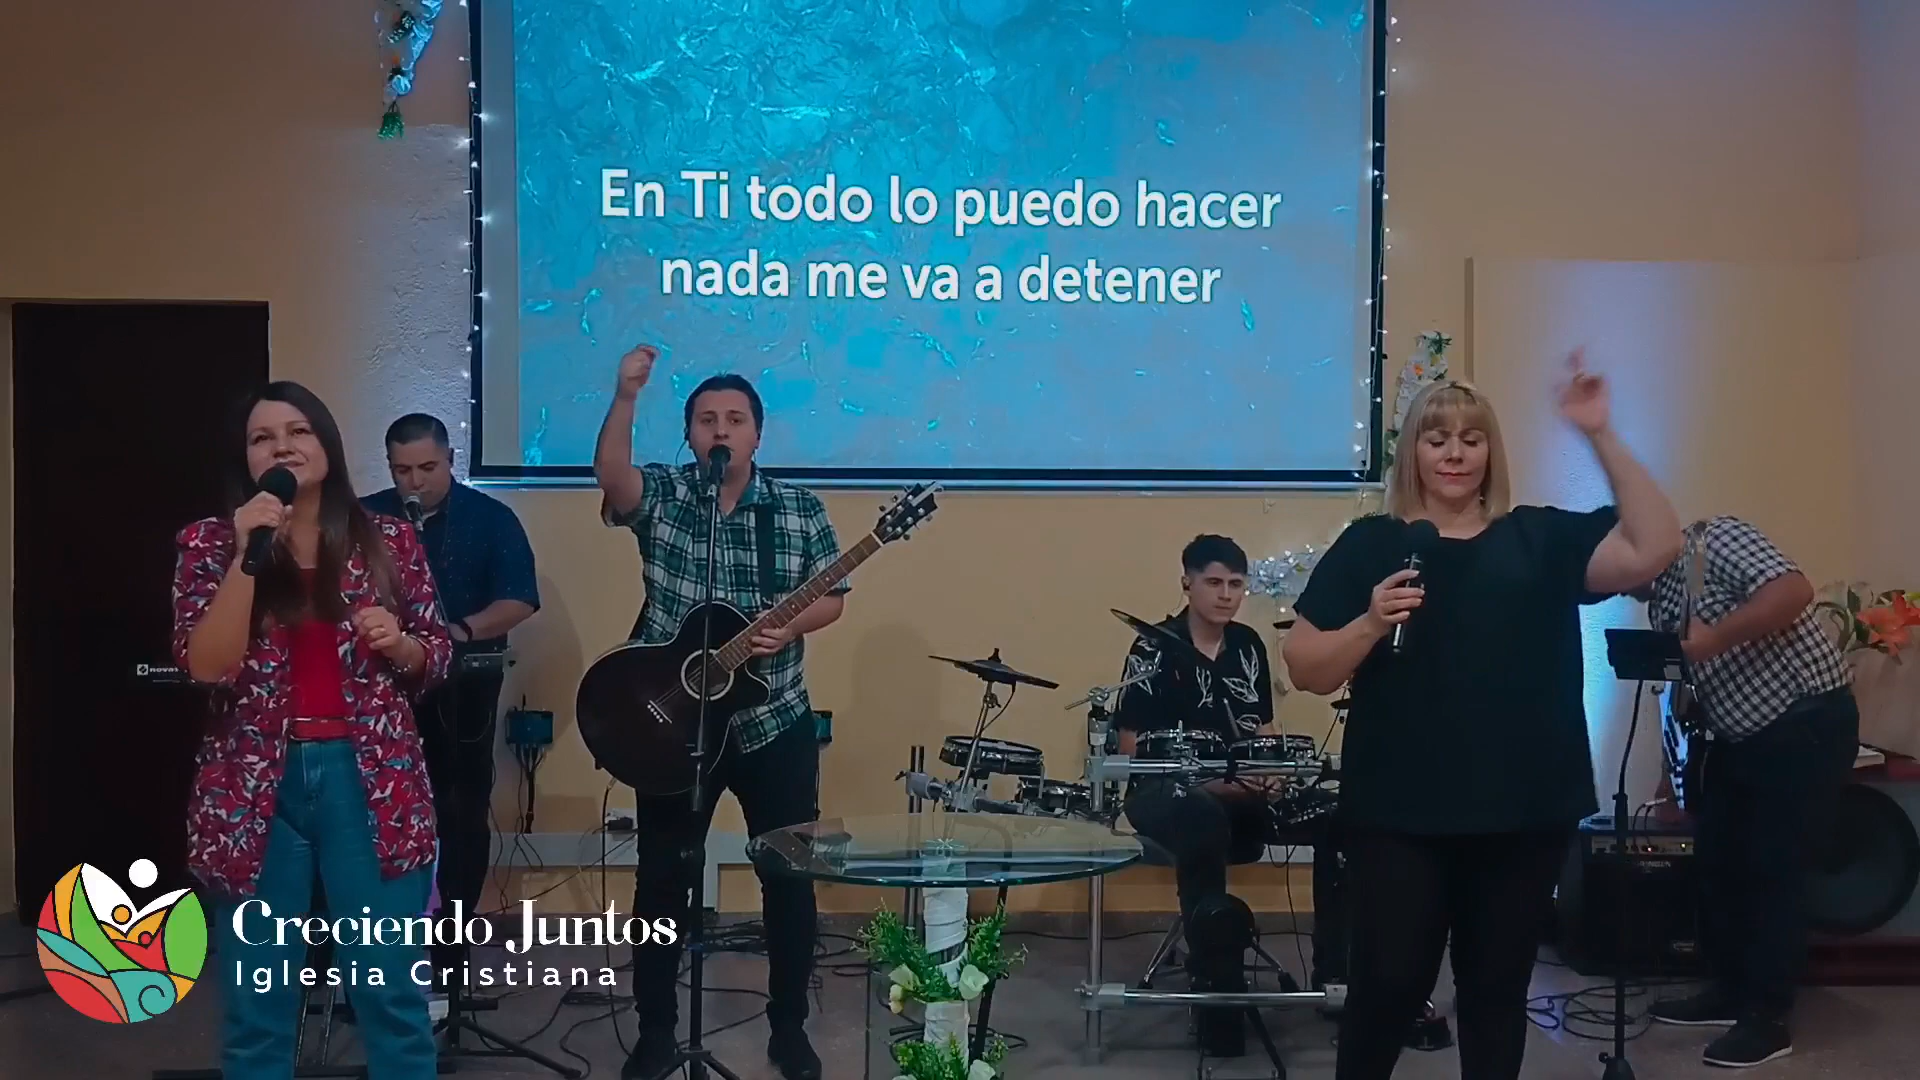 En Ti todo lo puedo hacer
nada me va a detener
Creciendo Juntos
Iglesia Cristiana